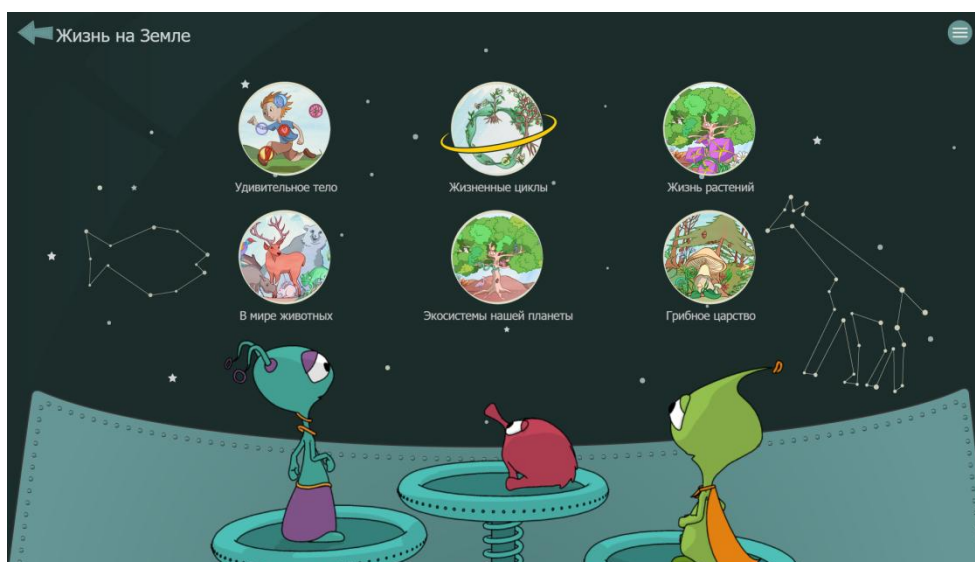 Жизнь на Земле
Удивительное тело
Жизненные циклы
Жизнь растений
В мире животных
Экосистемы нашей планеты
Грибное царство